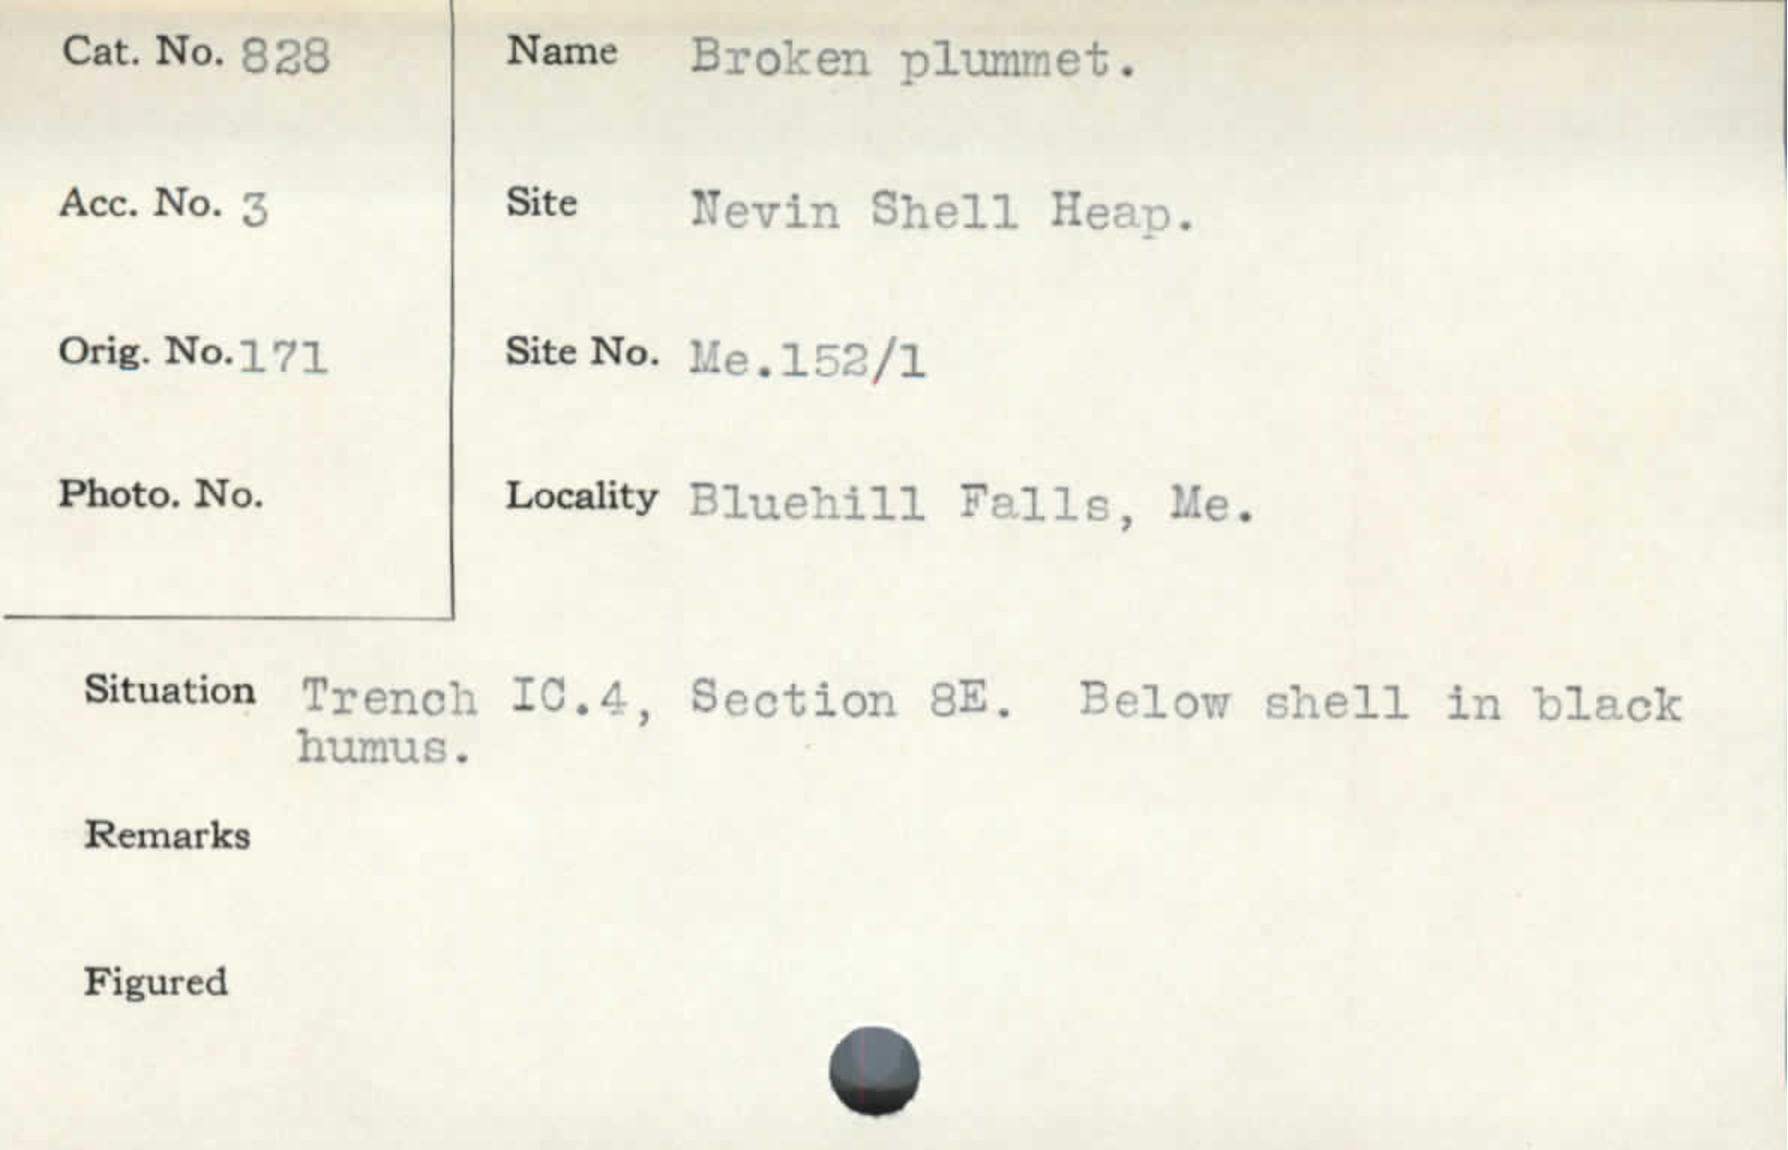 Cat. No. 828
Name Broken plummet.
Acc. No. 3
Site Nevin Shell Heap.
Orig. No. 171
Site No. Me.152/1
Photo. No.
Locality Bluehill Falls, Me.
Situation Trench IC.4, Section 8E. Below shell in black
humus.
Remarks
Figured